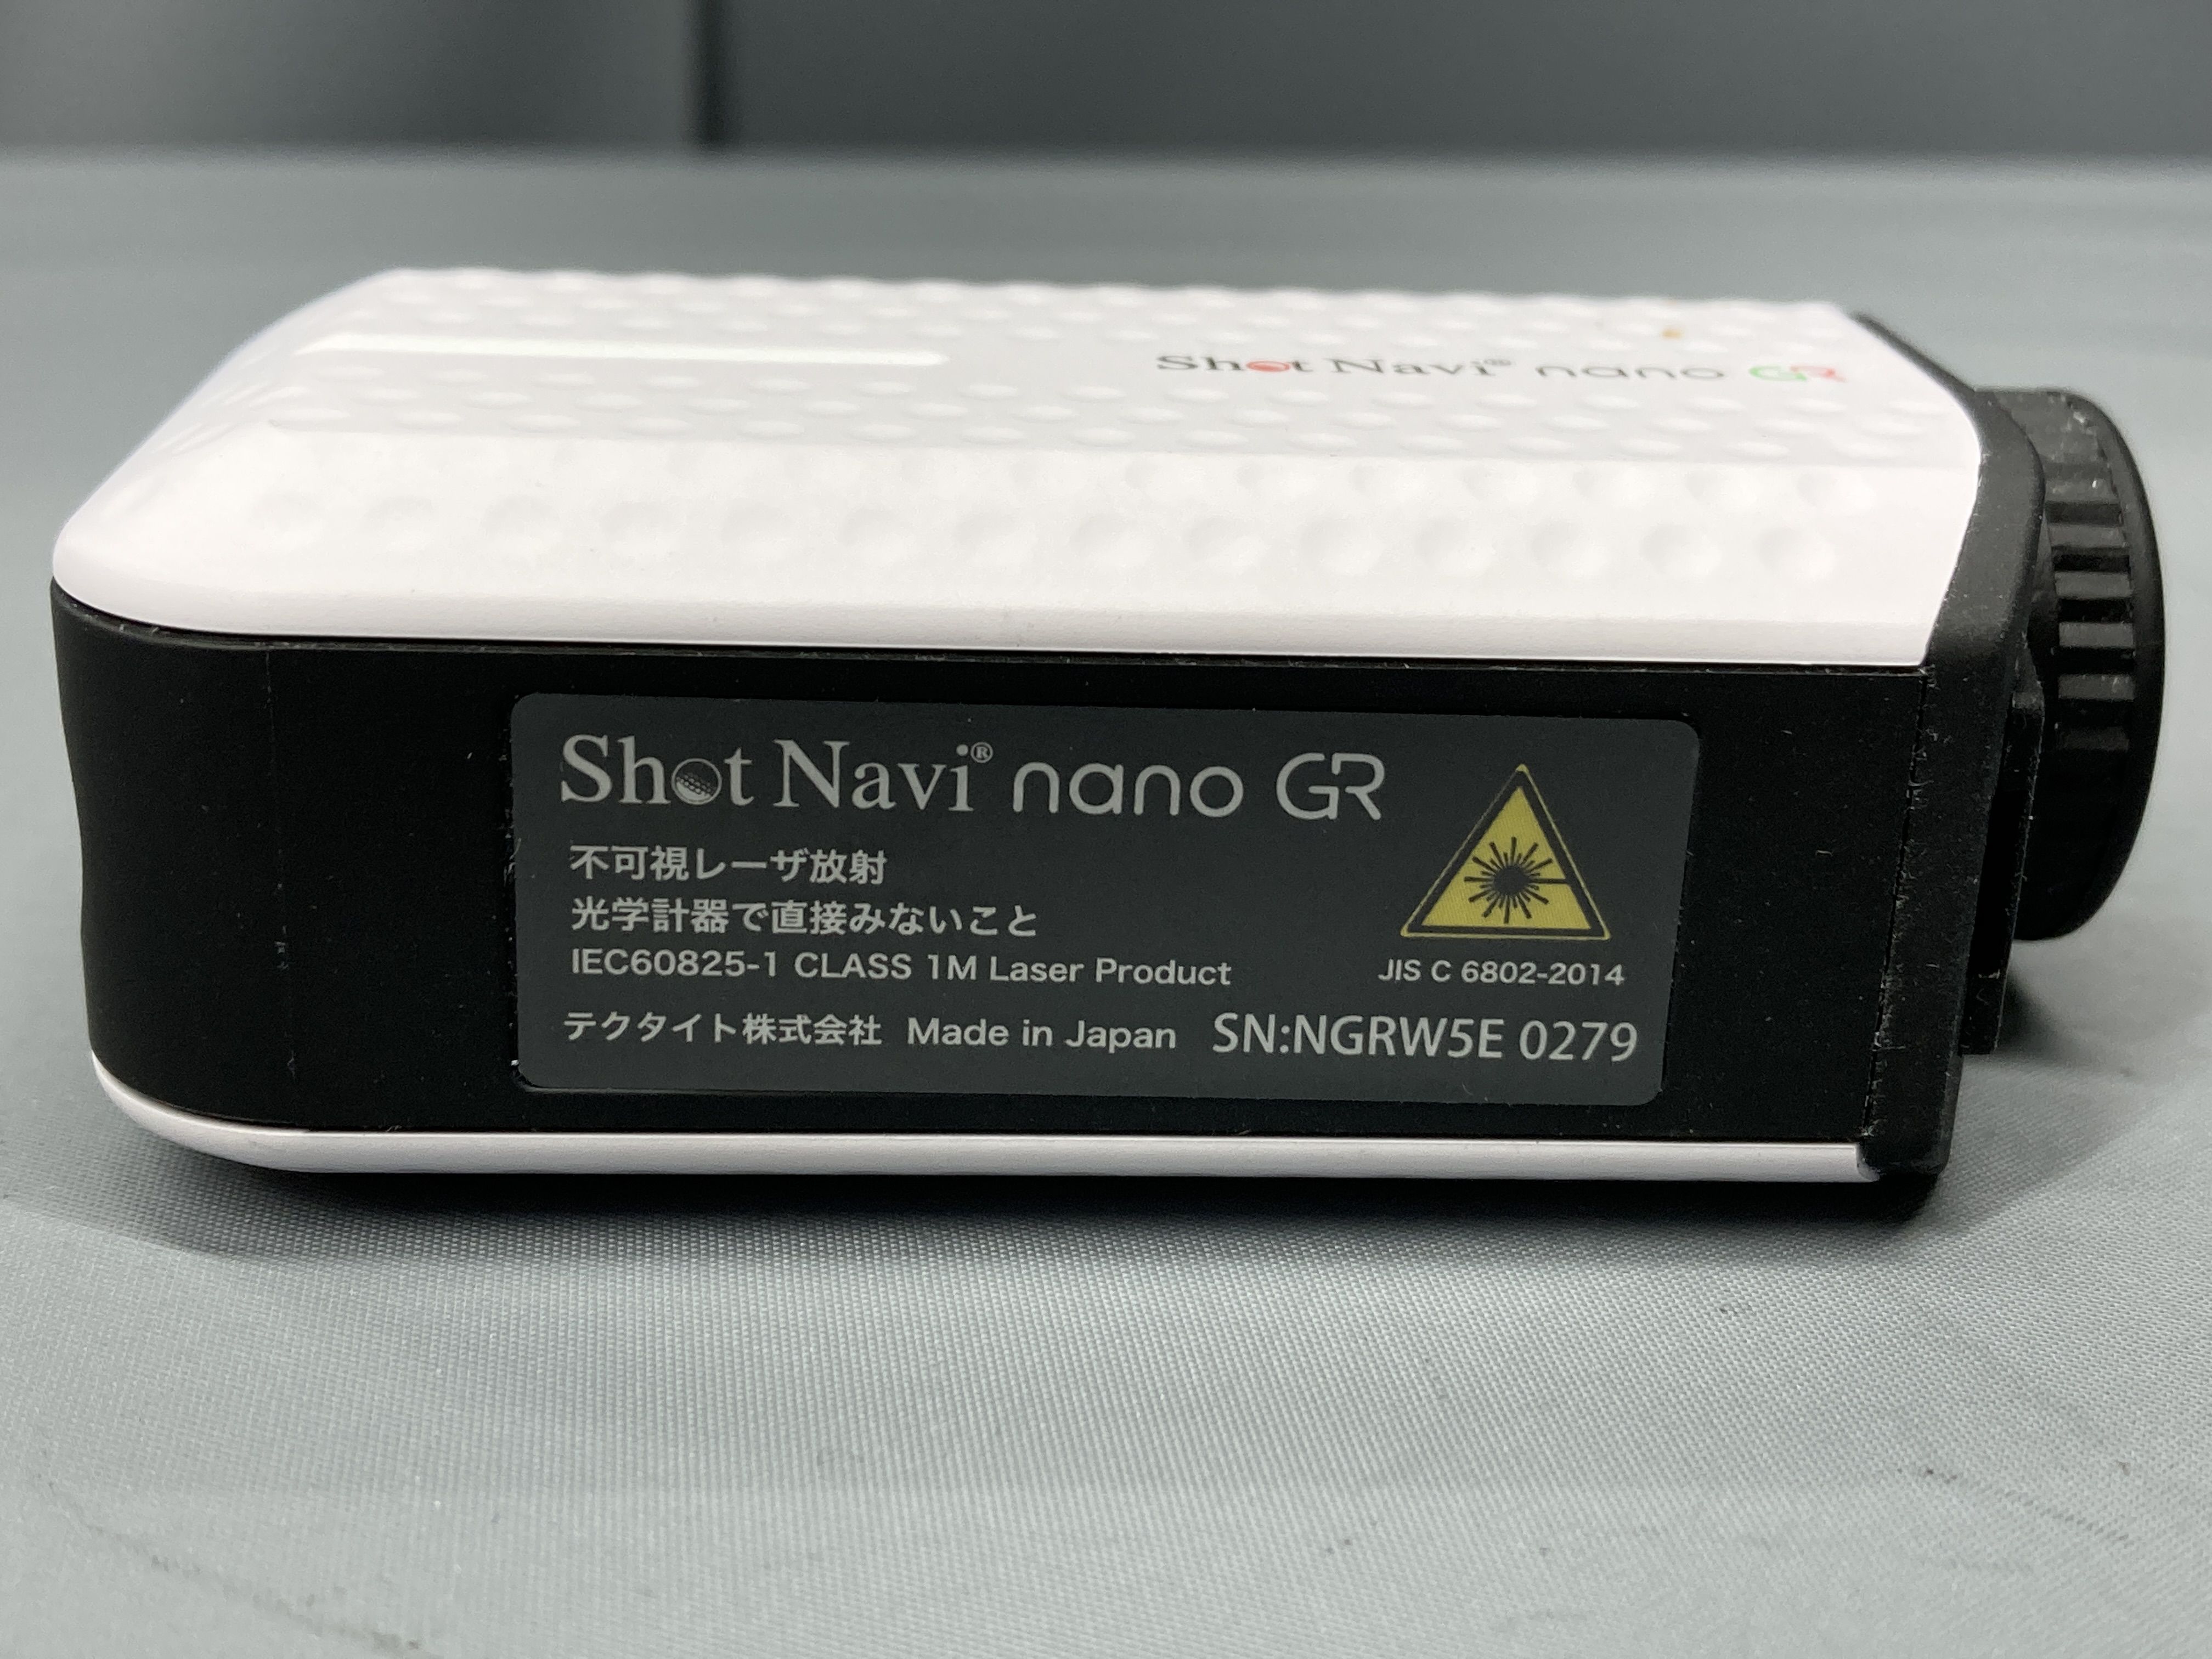 Shot Navi® nano GR
Shot Navi® nano GR
不可視レーザ放射
光学計器で直接みないこと
IEC60825-1 CLASS 1M Laser Product
JIS C 6802-2014
テクタイト株式会社 Made in Japan SN:NGRW5E 0279